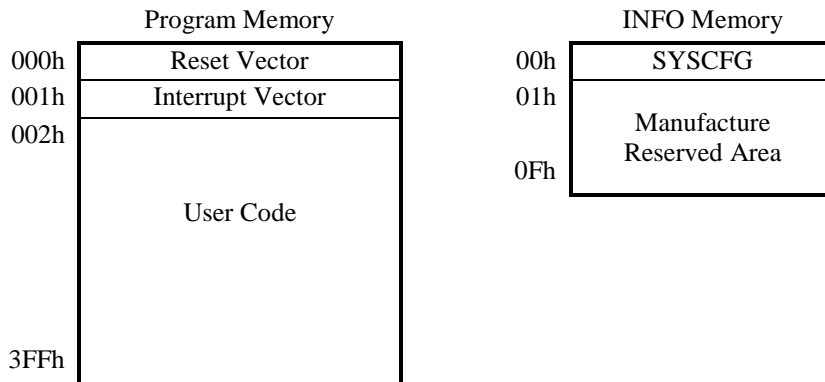 Program Memory
000h Reset Vector
001h Interrupt Vector
002h
User Code
3FFh
INFO Memory
00h SYSCFG
01h
Manufacture
Reserved Area
0Fh